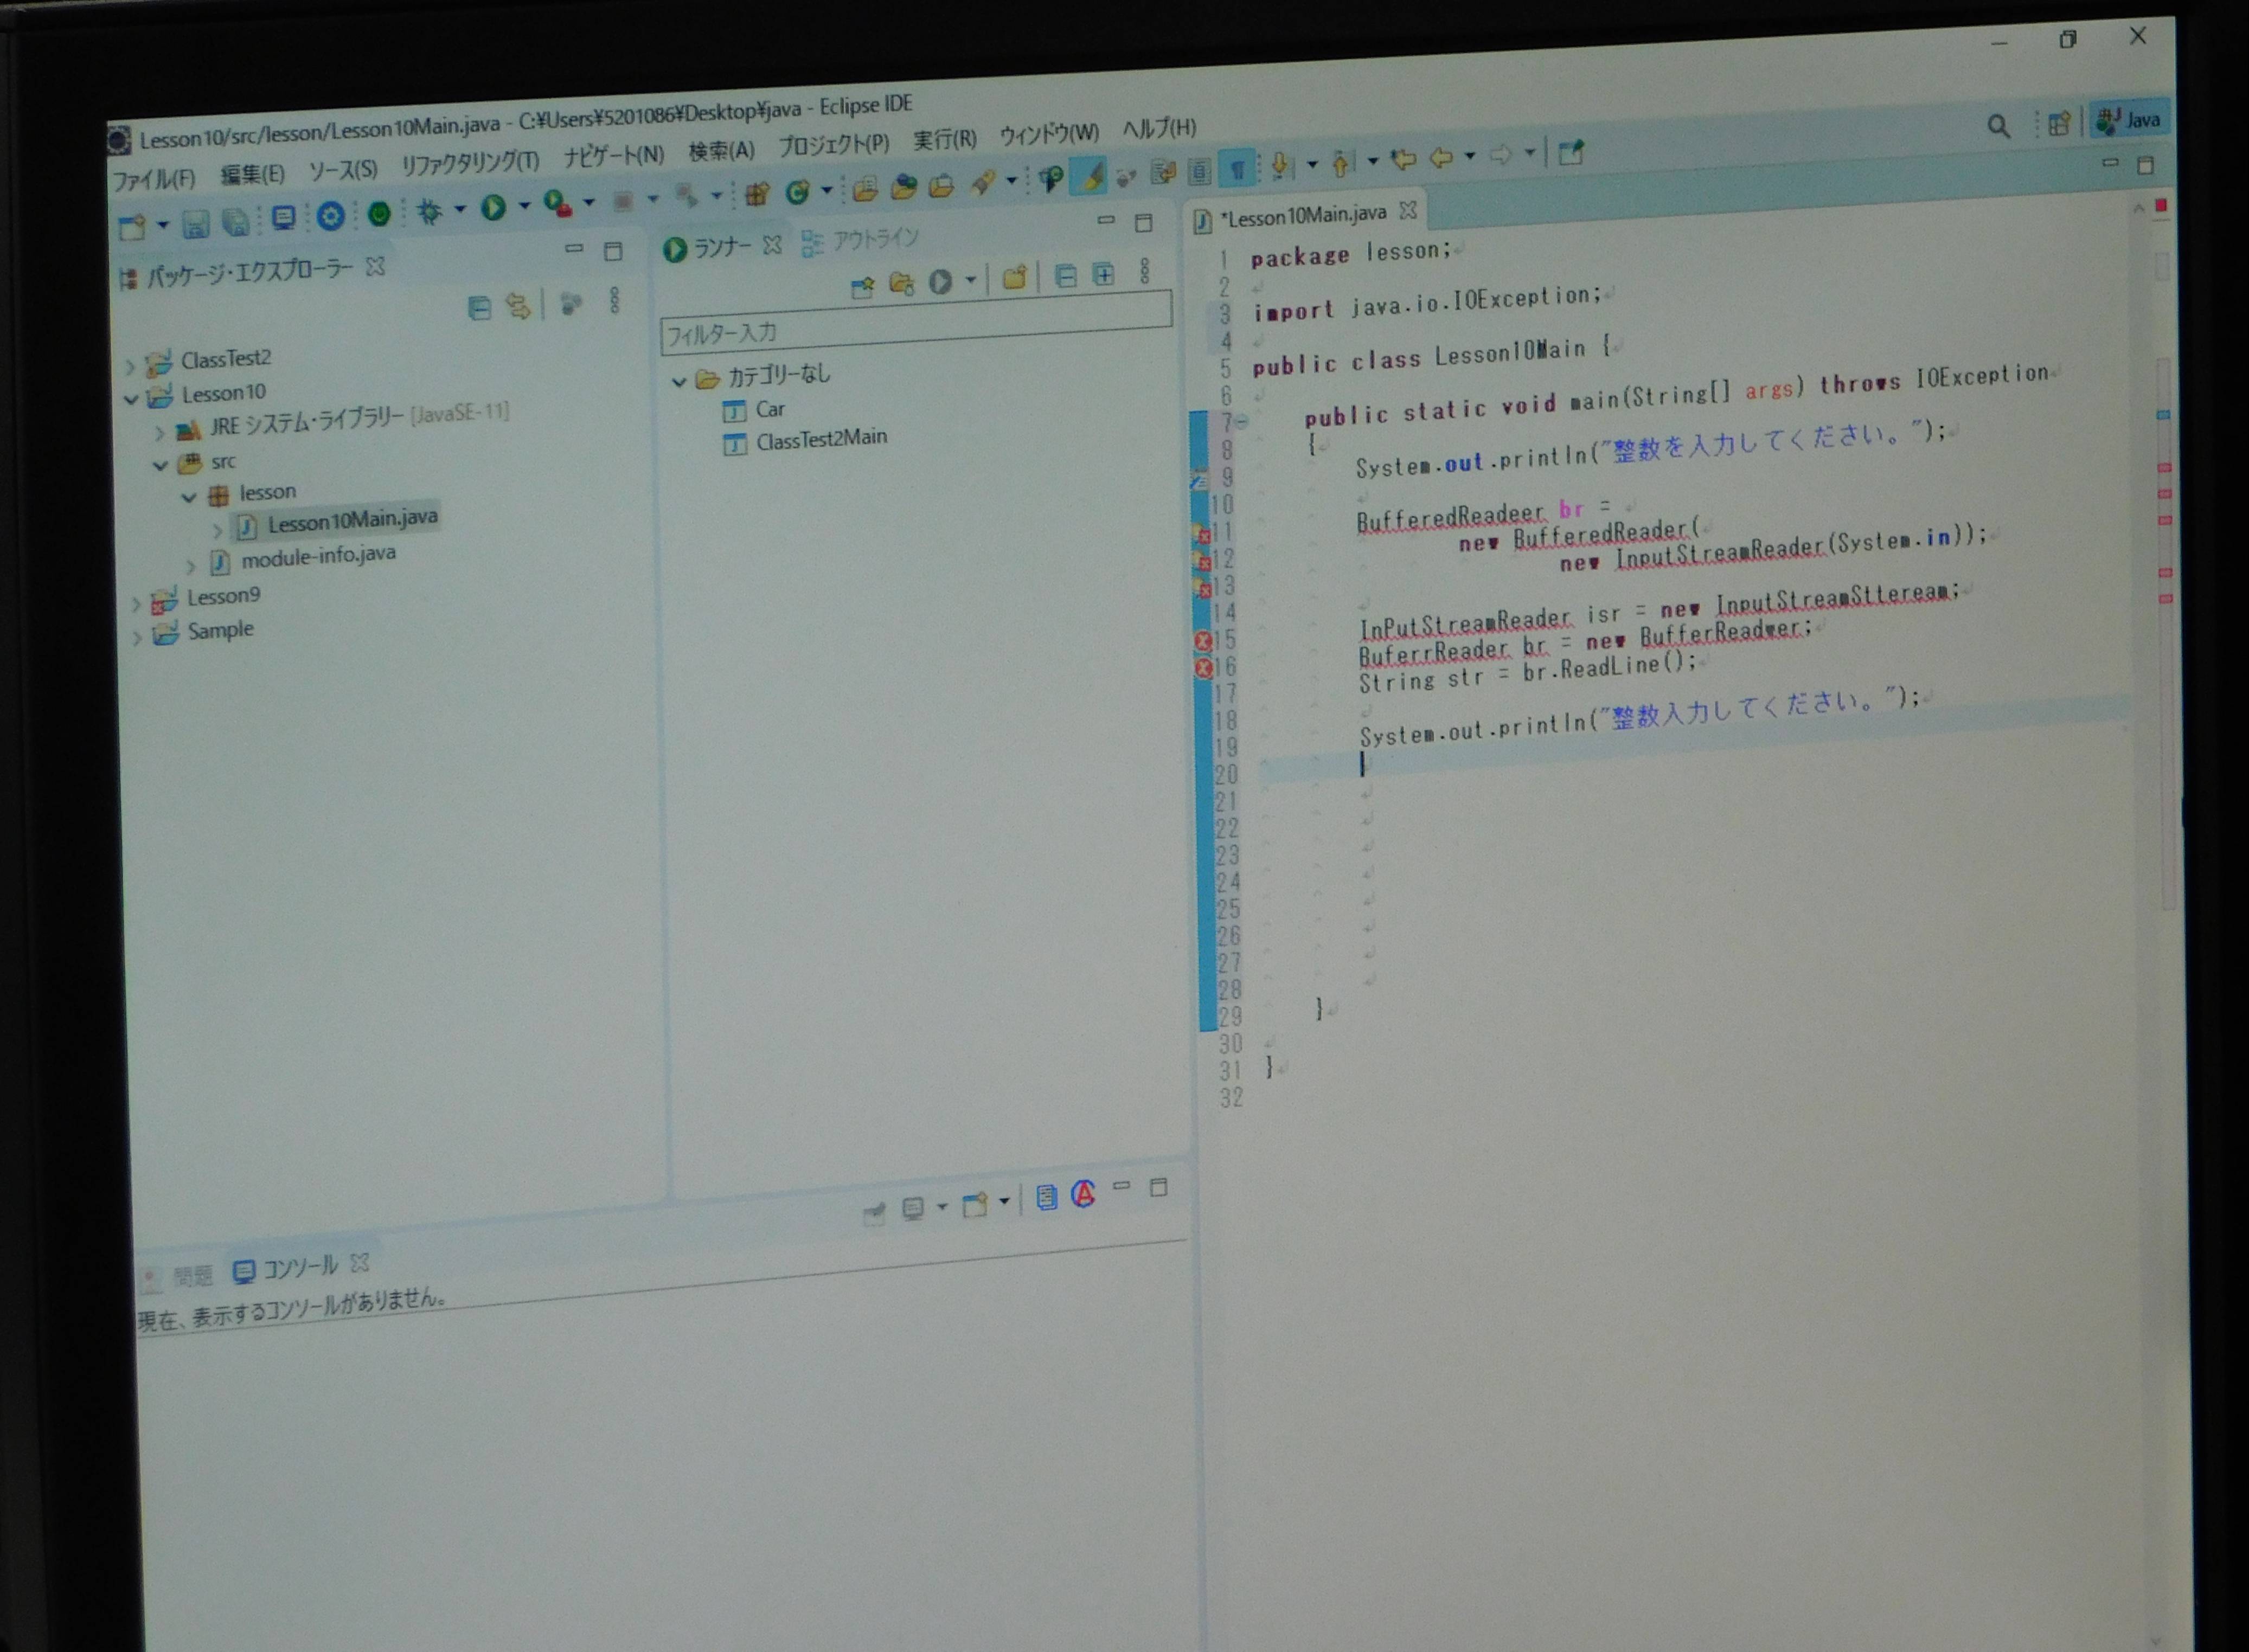 Lesson10/src/lesson/Lesson10Main.java - C:¥Users¥5201086¥Desktop¥java - Eclipse IDE
ファイル(F) 編集(E) ソース(S) リファクタリング(T) ナビゲート(N) 検索(A) プロジェクト(P) 実行(R) ウィンドウ(W) ヘルプ(H)
Java
パッケージ・エクスプローラー
ClassTest2
Lesson10
JRE システム・ライブラリー [JavaSE-11]
src
lesson
Lesson10Main.java
module-info.java
Lesson9
Sample
ランナー アウトライン
フィルター入力
カテゴリーなし
Car
ClassTest2Main
*Lesson10Main.java
1 package lesson;
2
3 import java.io.IOException;
4
5 public class Lesson10Main {
6
7 public static void main(String[] args) throws IOException
8 {
9 System.out.println("整数を入力してください。");
10
11 BufferedReadeer br =
12 new BufferedReader(
13 new InputStreamReader(System.in));
14
15 InPutStreamReader isr = new InputStreamStteream;
16 BuferrReader br = new BufferReadwer;
17 String str = br.ReadLine();
18
19 System.out.println("整数入力してください。");
20
21
22
23
24
25
26
27
28
29 }
30
31 }
32
問題 コンソール
現在、表示するコンソールがありません。